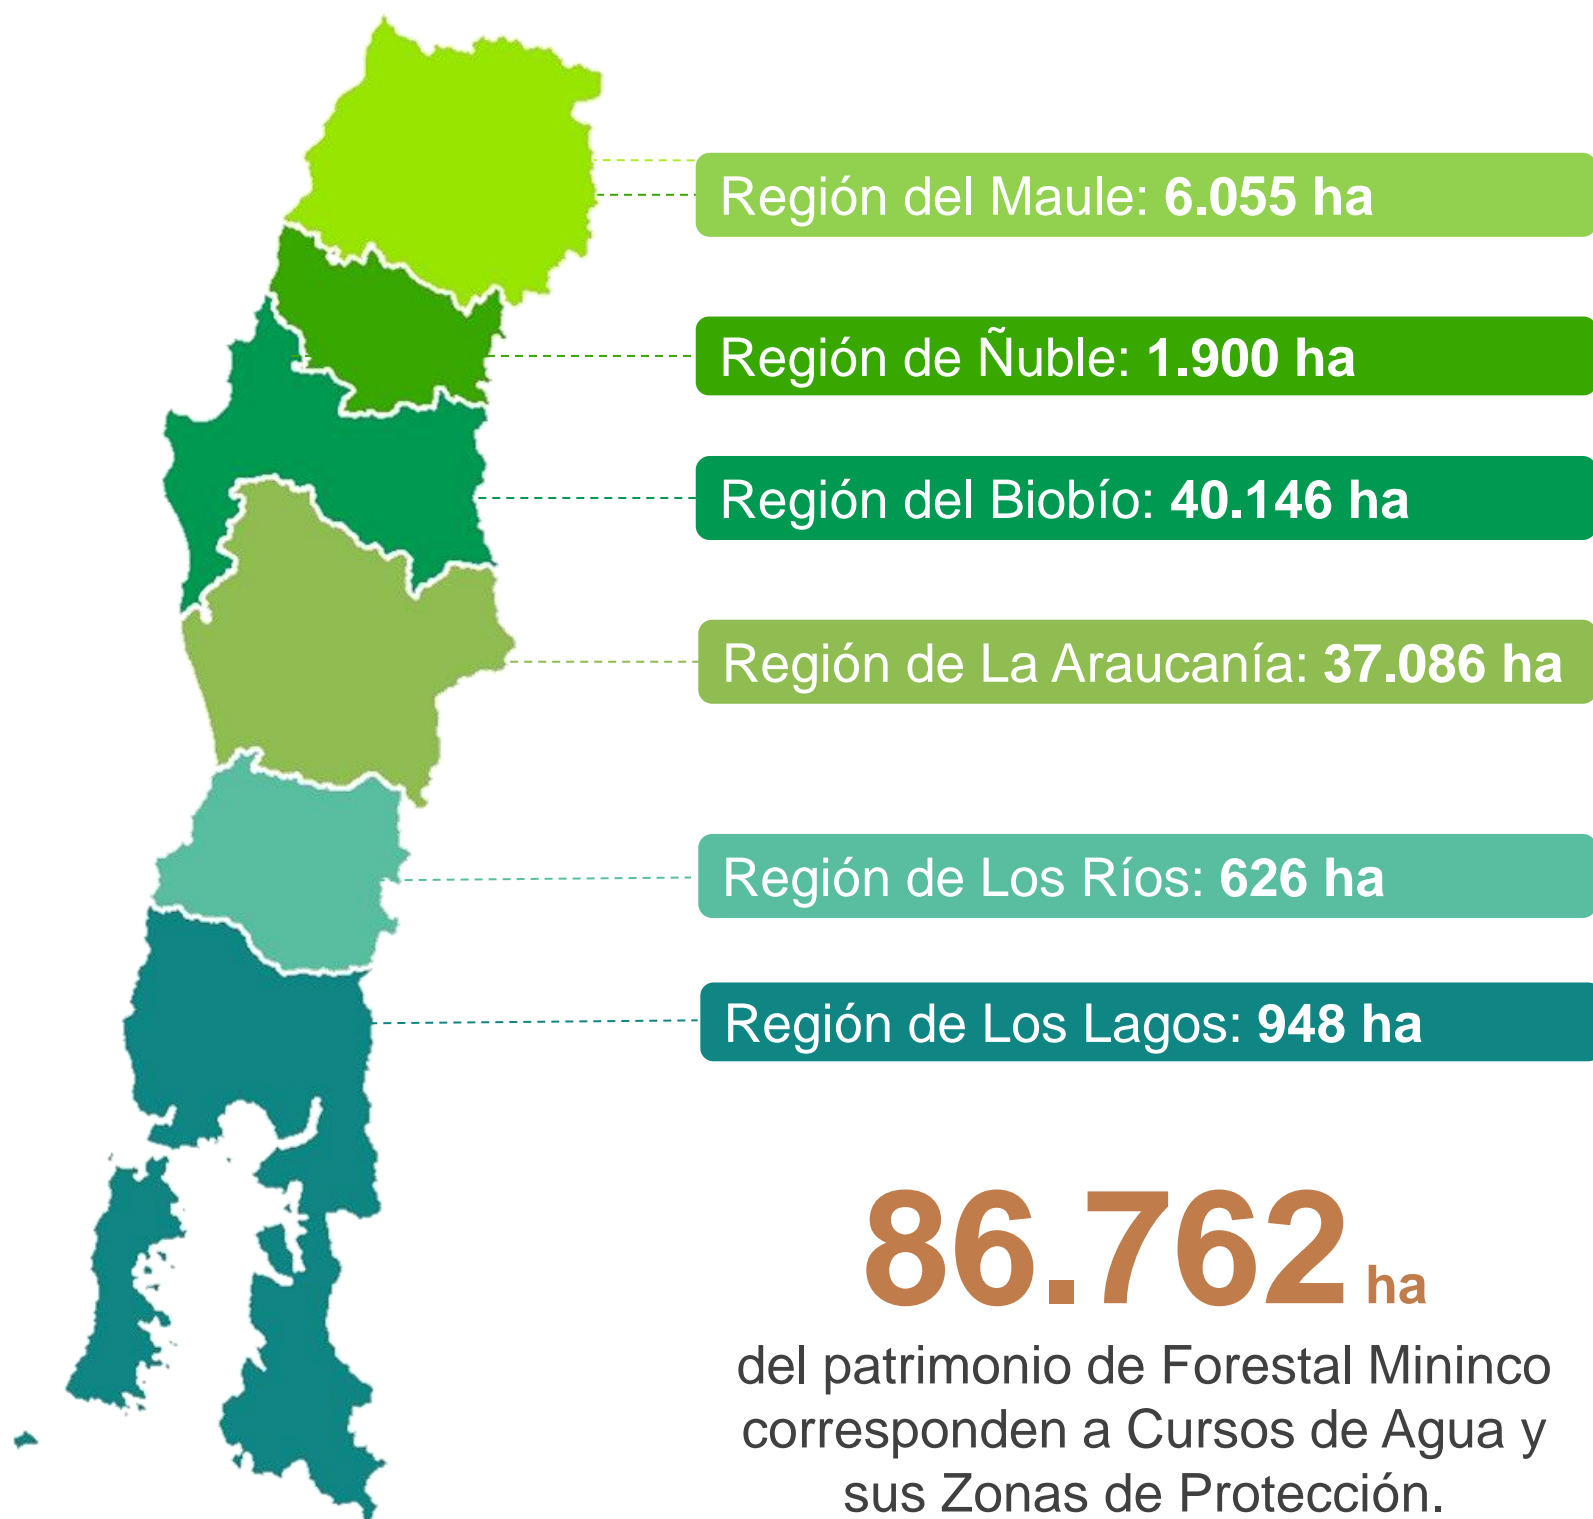 Región del Maule: 6.055 ha
Región de Ñuble: 1.900 ha
Región del Biobío: 40.146 ha
Región de La Araucanía: 37.086 ha
Región de Los Ríos: 626 ha
Región de Los Lagos: 948 ha
86.762 ha
del patrimonio de Forestal Mininco
corresponden a Cursos de Agua y
sus Zonas de Protección.